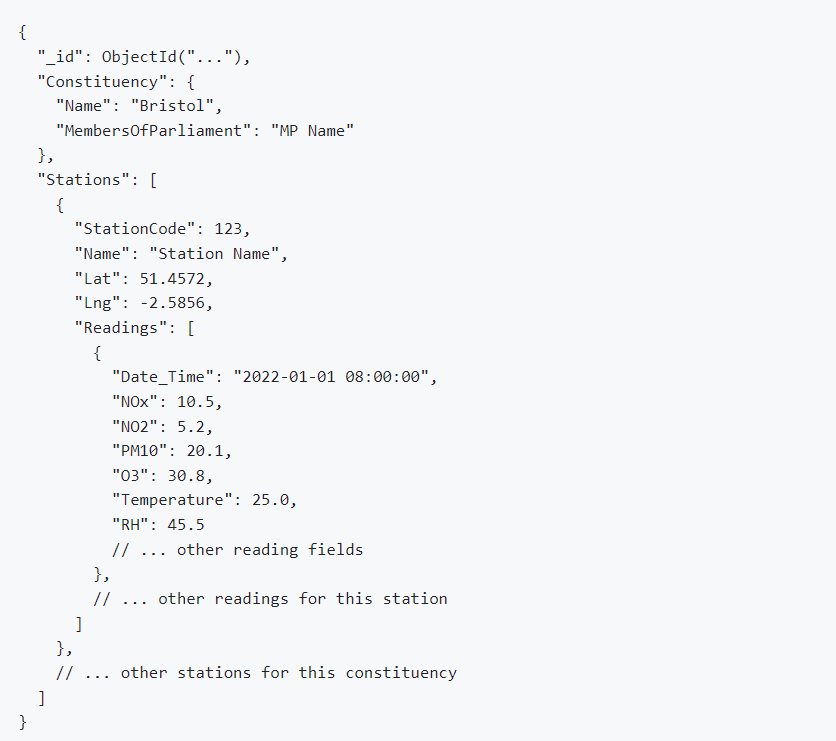 {
  "_id": ObjectId("..."),
  "Constituency": {
    "Name": "Bristol",
    "MembersOfParliament": "MP Name"
  },
  "Stations": [
    {
      "StationCode": 123,
      "Name": "Station Name",
      "Lat": 51.4572,
      "Lng": -2.5856,
      "Readings": [
        {
          "Date_Time": "2022-01-01 08:00:00",
          "NOx": 10.5,
          "NO2": 5.2,
          "PM10": 20.1,
          "O3": 30.8,
          "Temperature": 25.0,
          "RH": 45.5
          // ... other reading fields
        },
        // ... other readings for this station
      ]
    },
    // ... other stations for this constituency
  ]
}